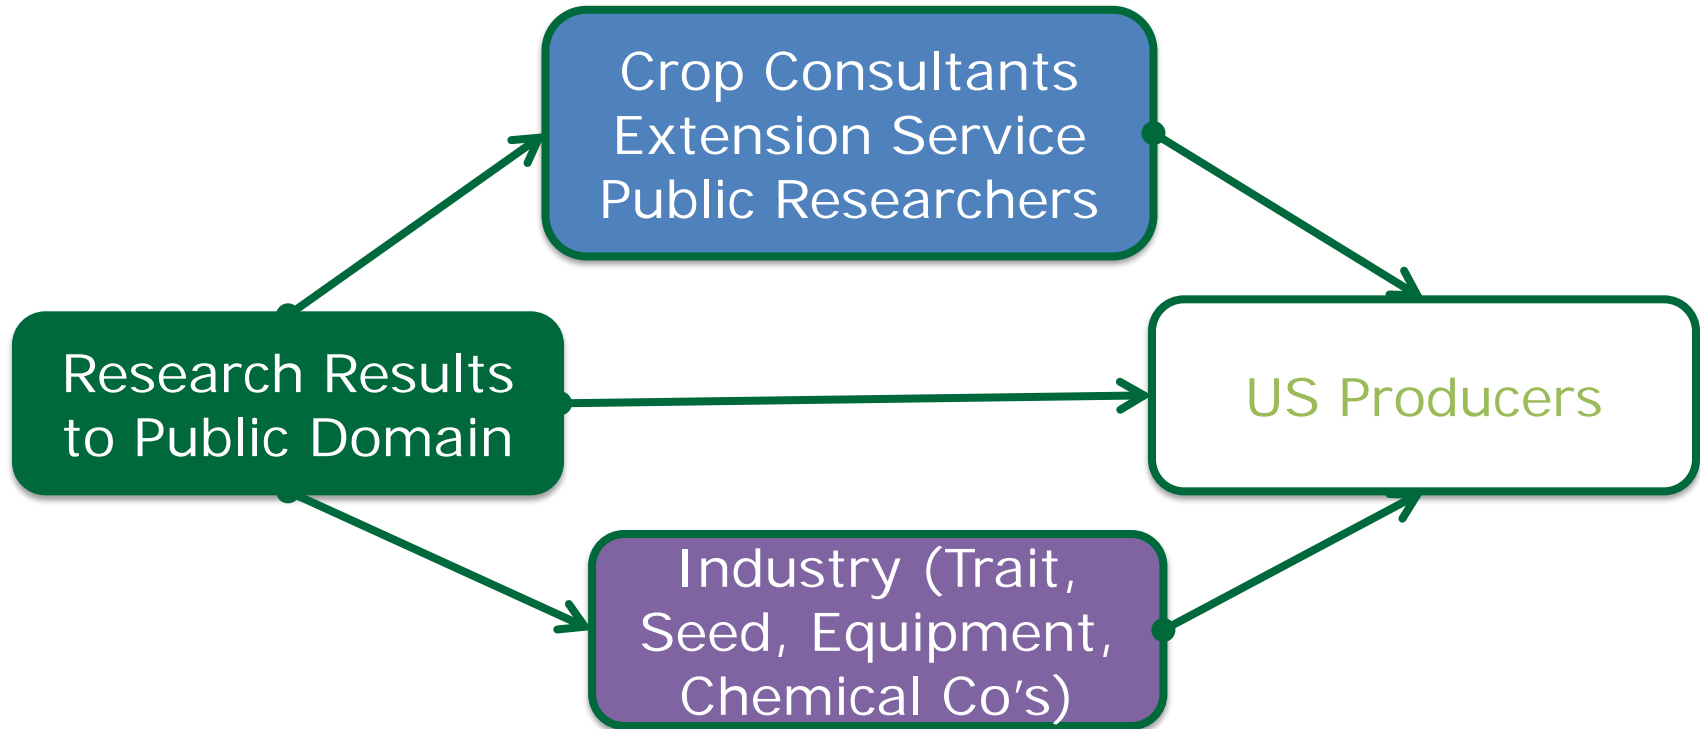 Crop Consultants
Extension Service
Public Researchers
Research Results
to Public Domain
US Producers
Industry (Trait,
Seed, Equipment,
Chemical Co’s)